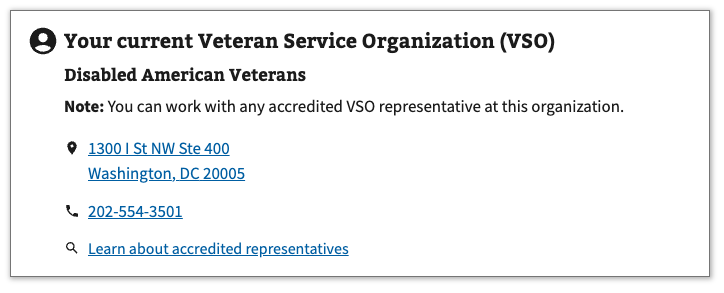 Your current Veteran Service Organization (VSO)
Disabled American Veterans
Note: You can work with any accredited VSO representative at this organization.
1300 I St NW Ste 400
Washington, DC 20005
202-554-3501
Learn about accredited representatives